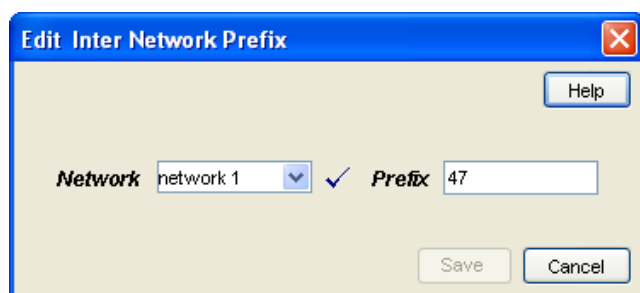 Edit Inter Network Prefix
Help
Network network 1 Prefix 47
Save Cancel